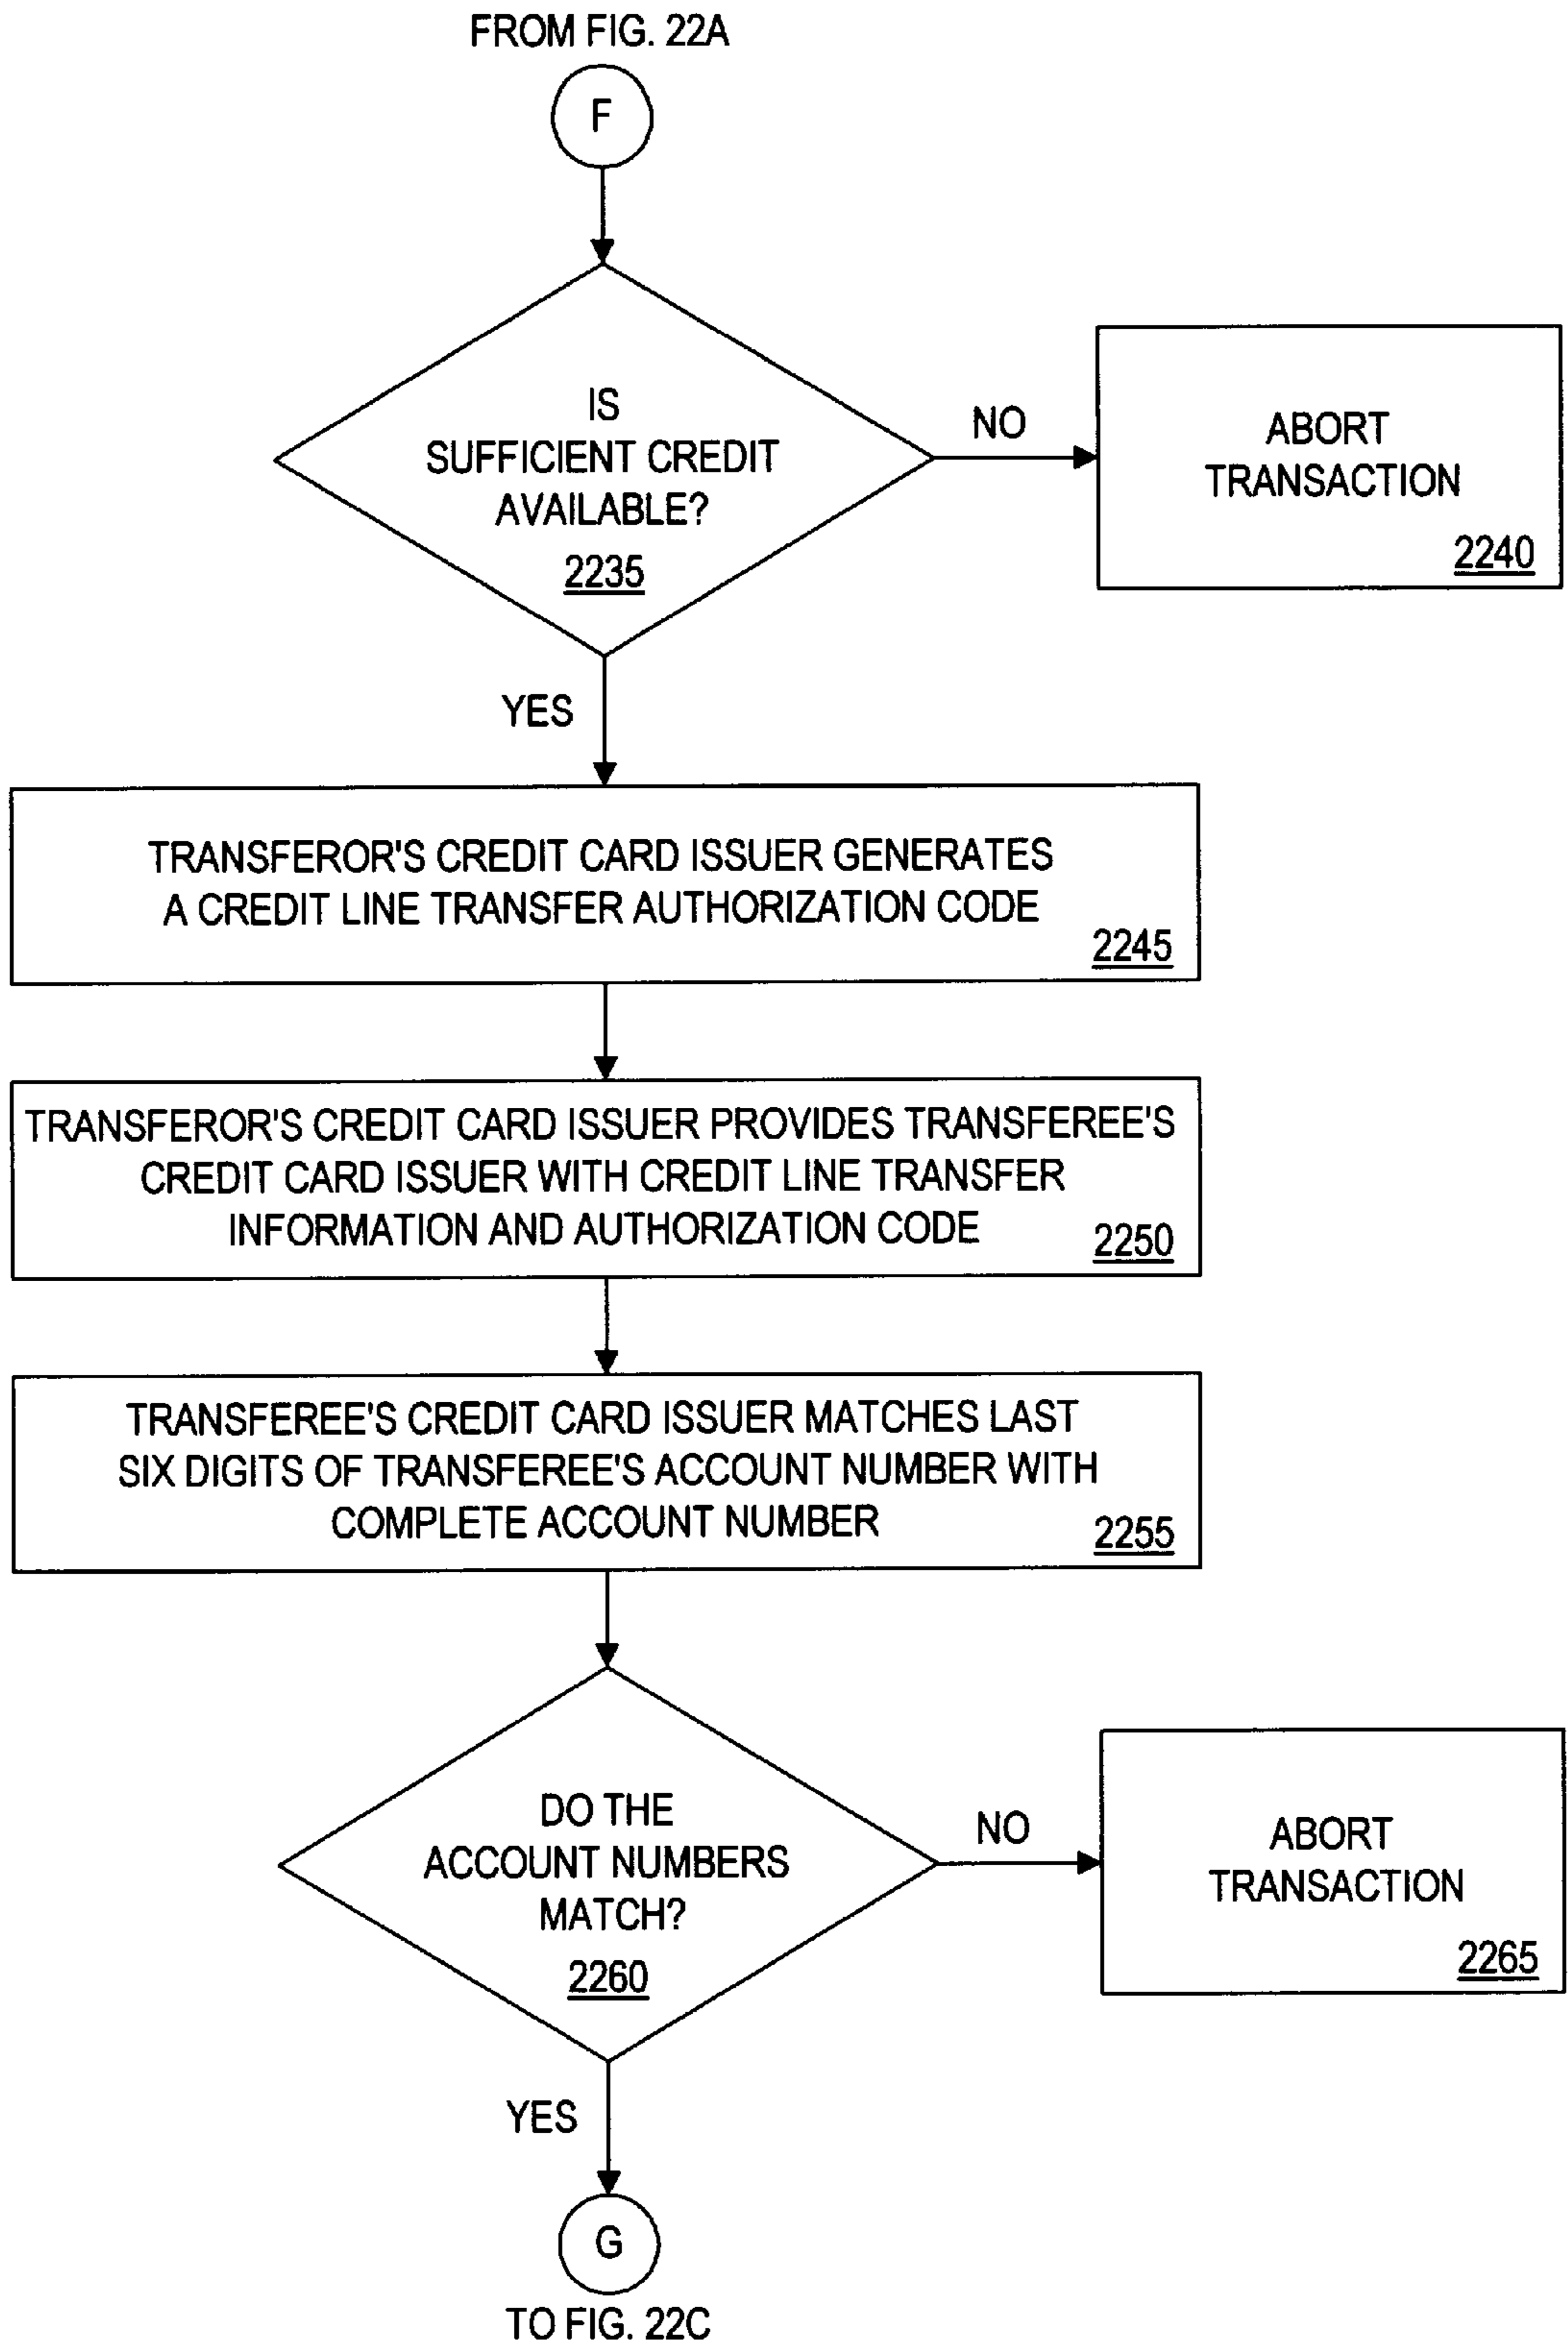 FROM FIG. 22A
F
IS
SUFFICIENT CREDIT
AVAILABLE?
2235
NO
ABORT
TRANSACTION
2240
YES
TRANSFEROR'S CREDIT CARD ISSUER GENERATES
A CREDIT LINE TRANSFER AUTHORIZATION CODE
2245
TRANSFEROR'S CREDIT CARD ISSUER PROVIDES TRANSFEREE'S
CREDIT CARD ISSUER WITH CREDIT LINE TRANSFER
INFORMATION AND AUTHORIZATION CODE
2250
TRANSFEREE'S CREDIT CARD ISSUER MATCHES LAST
SIX DIGITS OF TRANSFEREE'S ACCOUNT NUMBER WITH
COMPLETE ACCOUNT NUMBER
2255
DO THE
ACCOUNT NUMBERS
MATCH?
2260
NO
ABORT
TRANSACTION
2265
YES
G
TO FIG. 22C